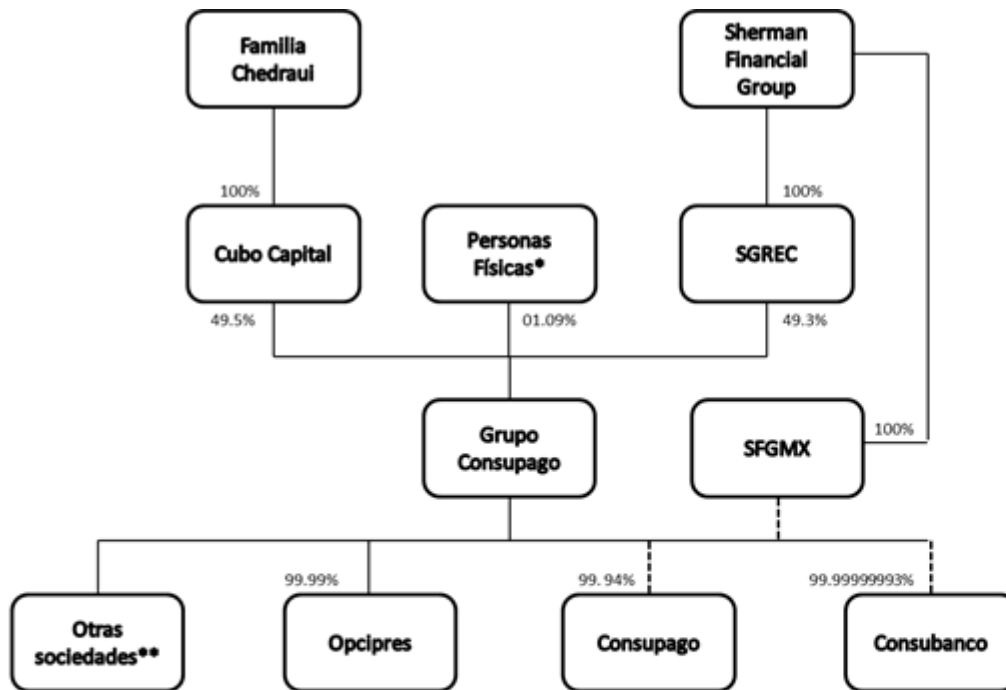 Familia
Chedraui
Sherman
Financial
Group
100%
100%
Cubo Capital
Personas
Físicas*
SGREC
49.5%
01.09%
49.3%
Grupo
Consupago
SFGMX
100%
99.99%
99. 94%
99.99999993%
Otras
sociedades**
Opcipres
Consupago
Consubanco